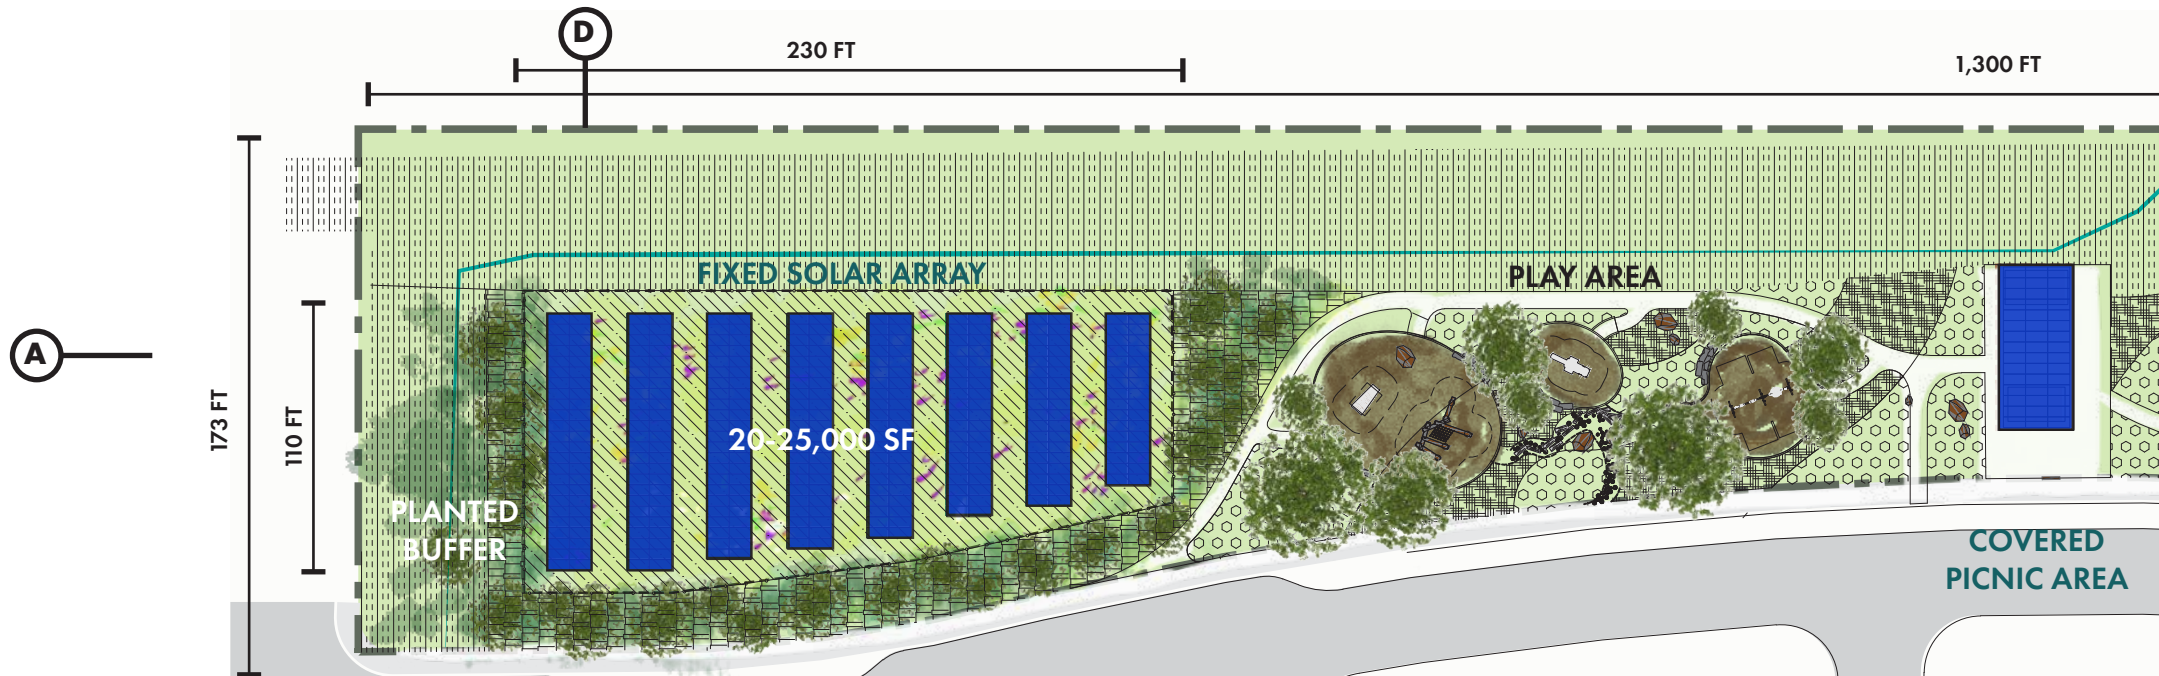 D
230 FT
1,300 FT
FIXED SOLAR ARRAY
PLAY AREA
A
173 FT
110 FT
20-25,000 SF
PLANTED
BUFFER
COVERED
PICNIC AREA